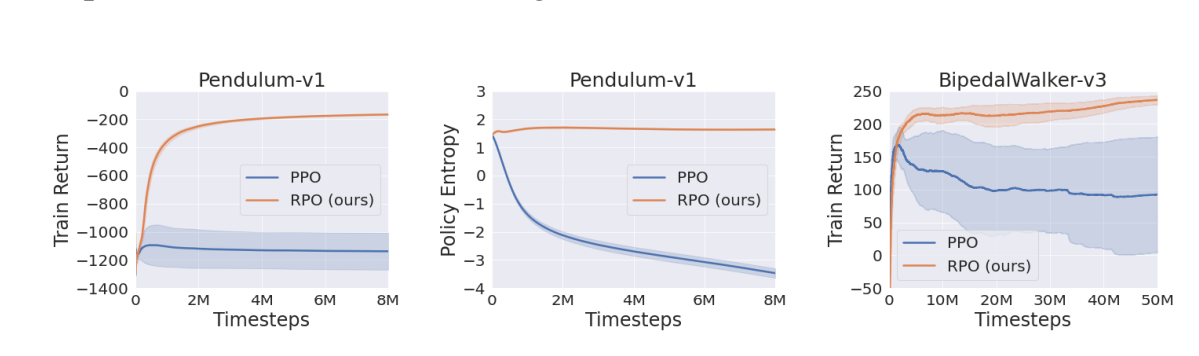 Pendulum-v1
Train Return
0
−200
−400
−600
−800
−1000
−1200
−1400
PPO
RPO (ours)
0
2M
4M
6M
8M
Timesteps
Pendulum-v1
Policy Entropy
3
2
1
0
−1
−2
−3
−4
PPO
RPO (ours)
0
2M
4M
6M
8M
Timesteps
BipedalWalker-v3
Train Return
250
200
150
100
50
0
−50
PPO
RPO (ours)
0
10M
20M
30M
40M
50M
Timesteps